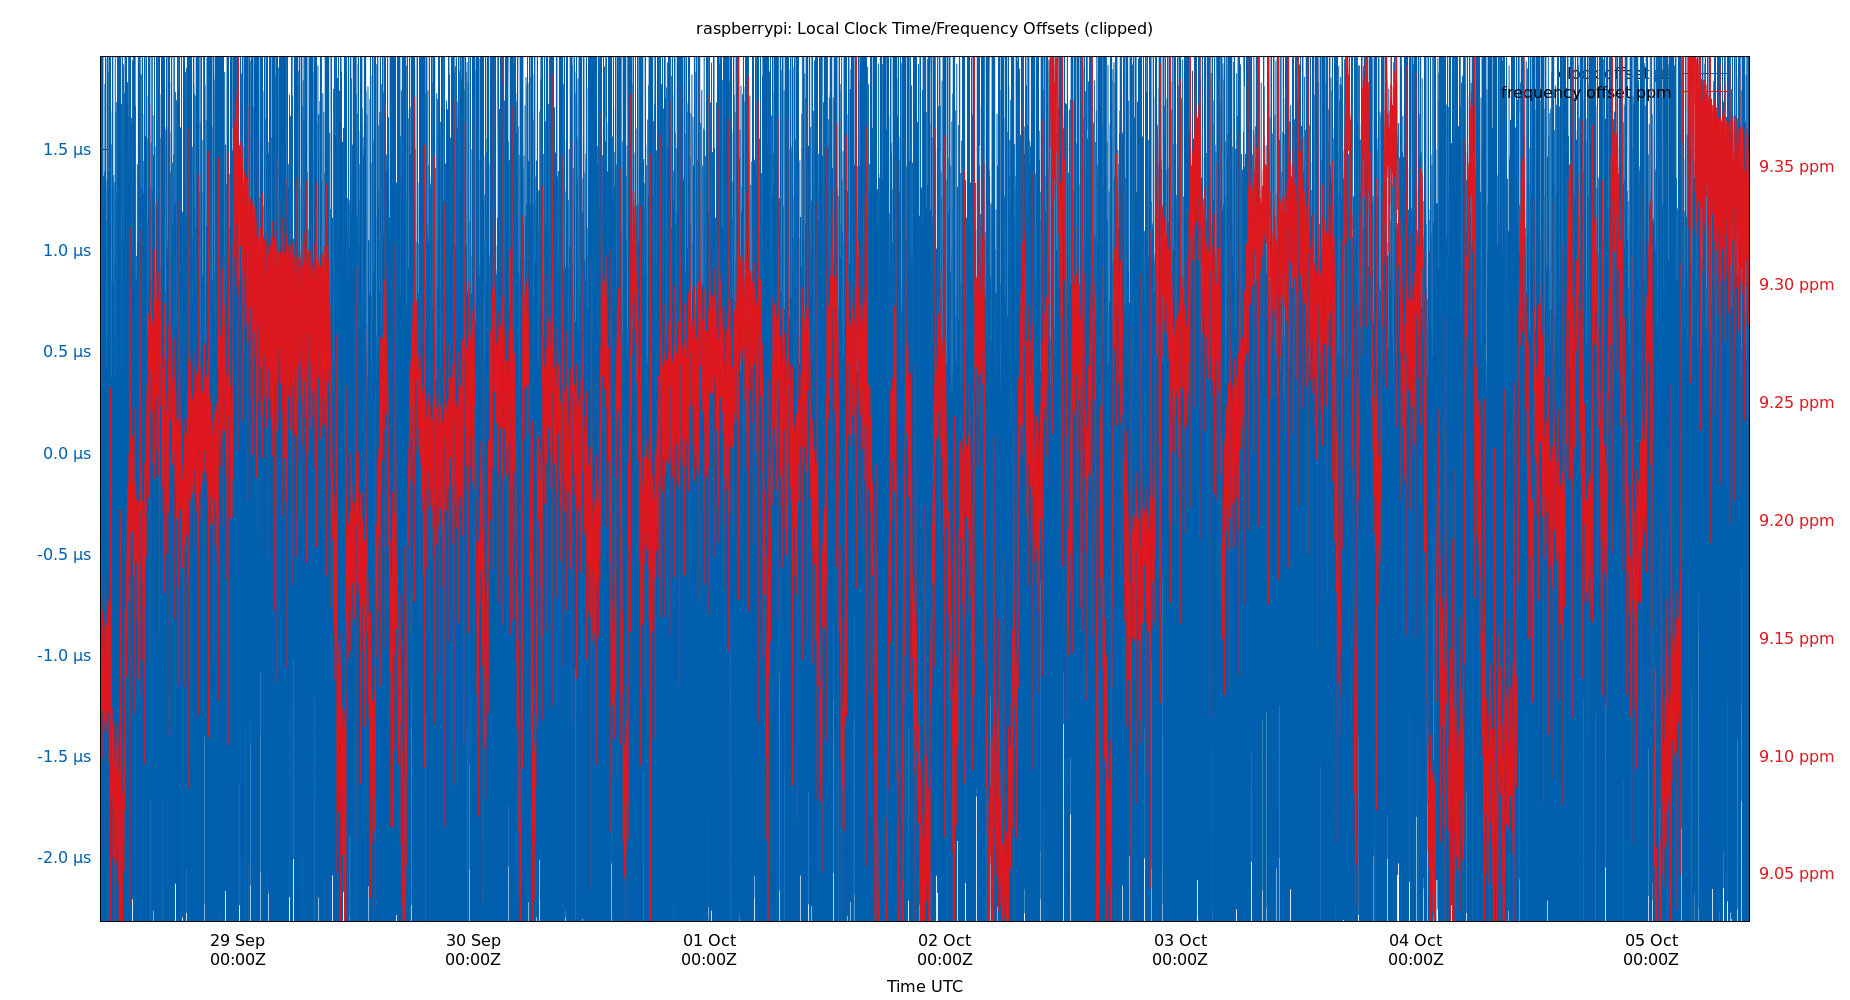 raspberrypi: Local Clock Time/Frequency Offsets (clipped)
clock offset
frequency offset ppm
1.5 µs
1.0 µs
0.5 µs
0.0 µs
-0.5 µs
-1.0 µs
-1.5 µs
-2.0 µs
9.35 ppm
9.30 ppm
9.25 ppm
9.20 ppm
9.15 ppm
9.10 ppm
9.05 ppm
29 Sep
00:00Z
30 Sep
00:00Z
01 Oct
00:00Z
02 Oct
00:00Z
03 Oct
00:00Z
04 Oct
00:00Z
05 Oct
00:00Z
Time UTC